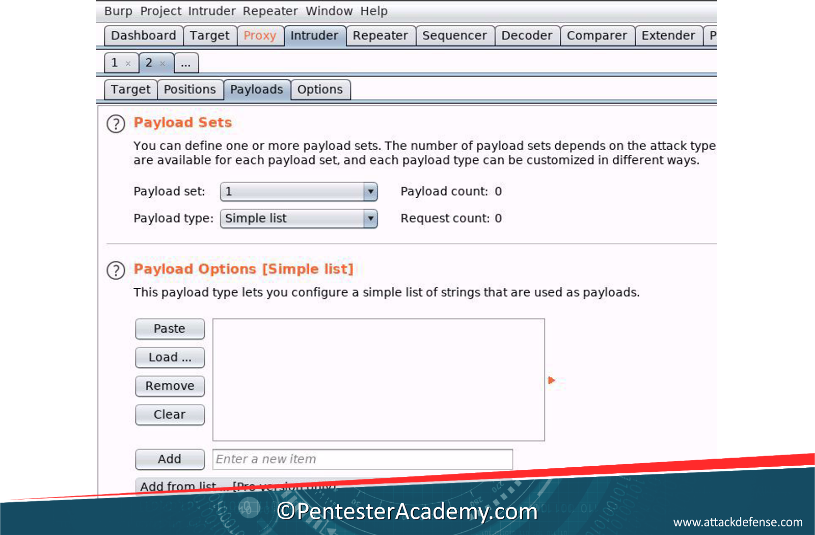 Burp Project Intruder Repeater Window Help
Dashboard Target Proxy Intruder Repeater Sequencer Decoder Comparer Extender P
1 × 2 × ...
Target Positions Payloads Options
? Payload Sets
You can define one or more payload sets. The number of payload sets depends on the attack type
are available for each payload set, and each payload type can be customized in different ways.
Payload set: 1 Payload count: 0
Payload type: Simple list Request count: 0
? Payload Options [Simple list]
This payload type lets you configure a simple list of strings that are used as payloads.
Paste
Load ...
Remove
Clear
Add Enter a new item
Add from list ... [Pro version only]
©PentesterAcademy.com
www.attackdefense.com